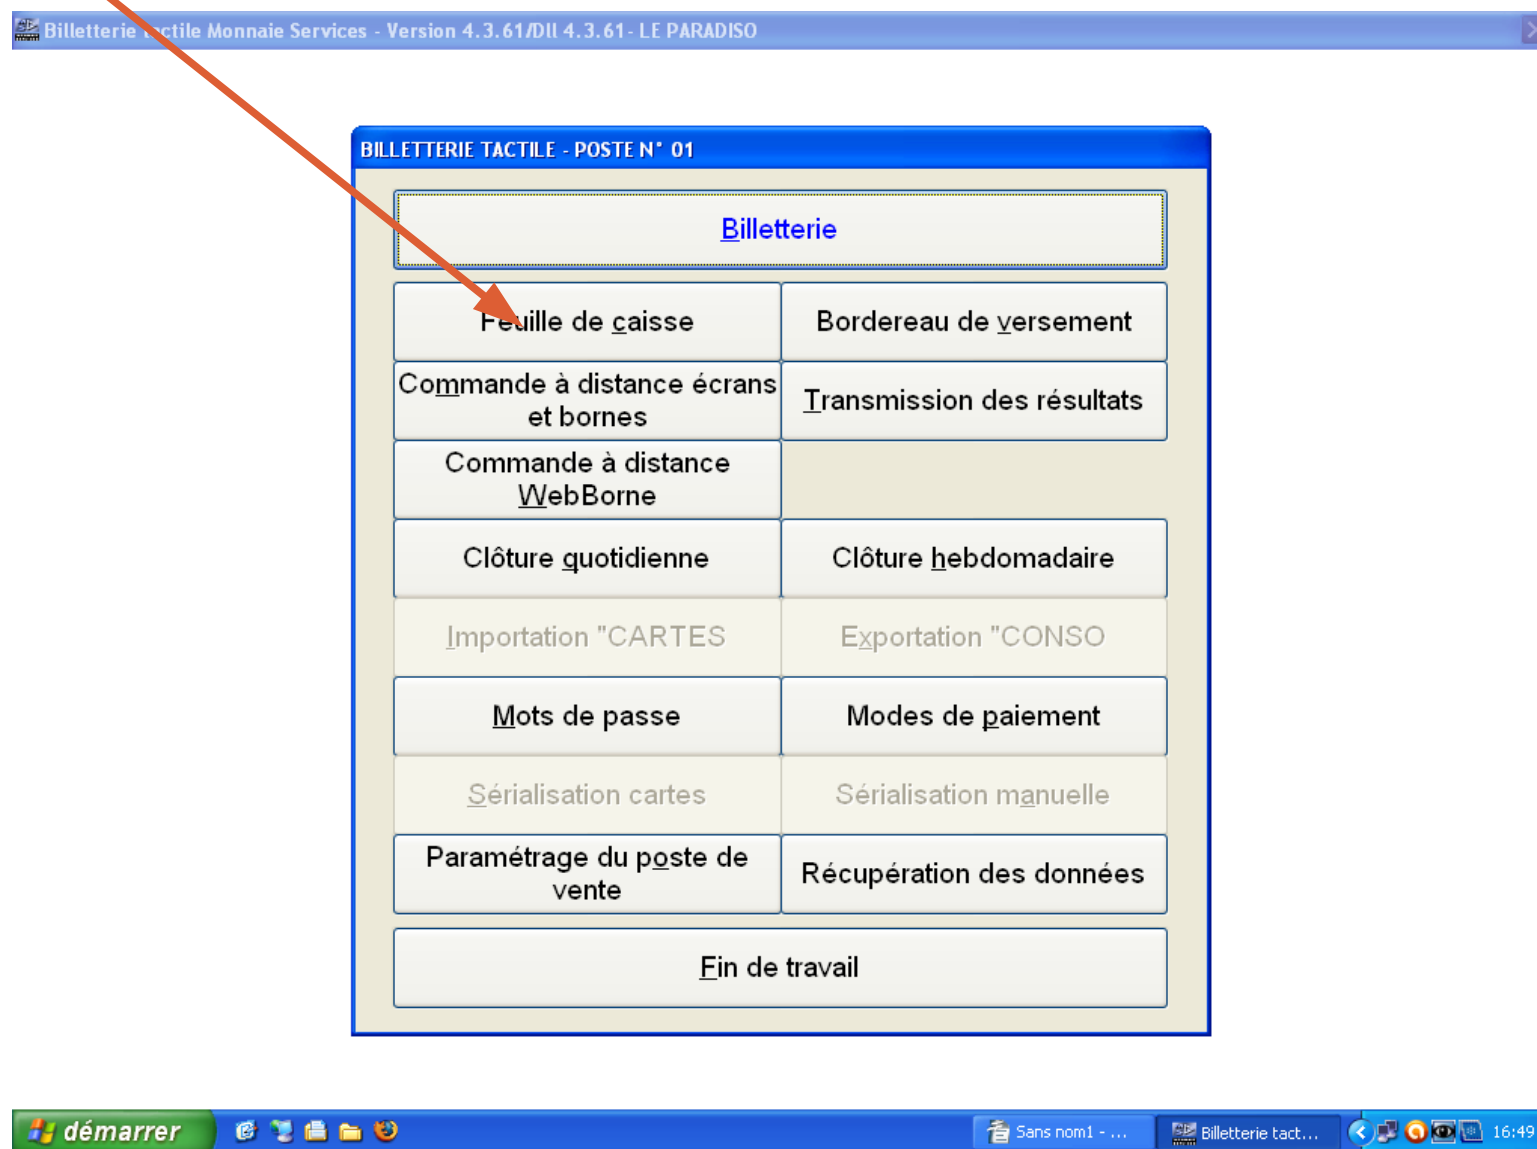 Billetterie tactile Monnaie Services - Version 4.3.61/Dll 4.3.61- LE PARADISO
BILLETTERIE TACTILE - POSTE N° 01
Billetterie
Feuille de caisse
Bordereau de versement
Commande à distance écrans
et bornes
Transmission des résultats
Commande à distance
WebBorne
Clôture quotidienne
Clôture hebdomadaire
Importation "CARTES
Exportation "CONSO
Mots de passe
Modes de paiement
Sérialisation cartes
Sérialisation manuelle
Paramétrage du poste de
vente
Récupération des données
Fin de travail
démarrer
Sans nom1 - ...
Billetterie tact...
16:49